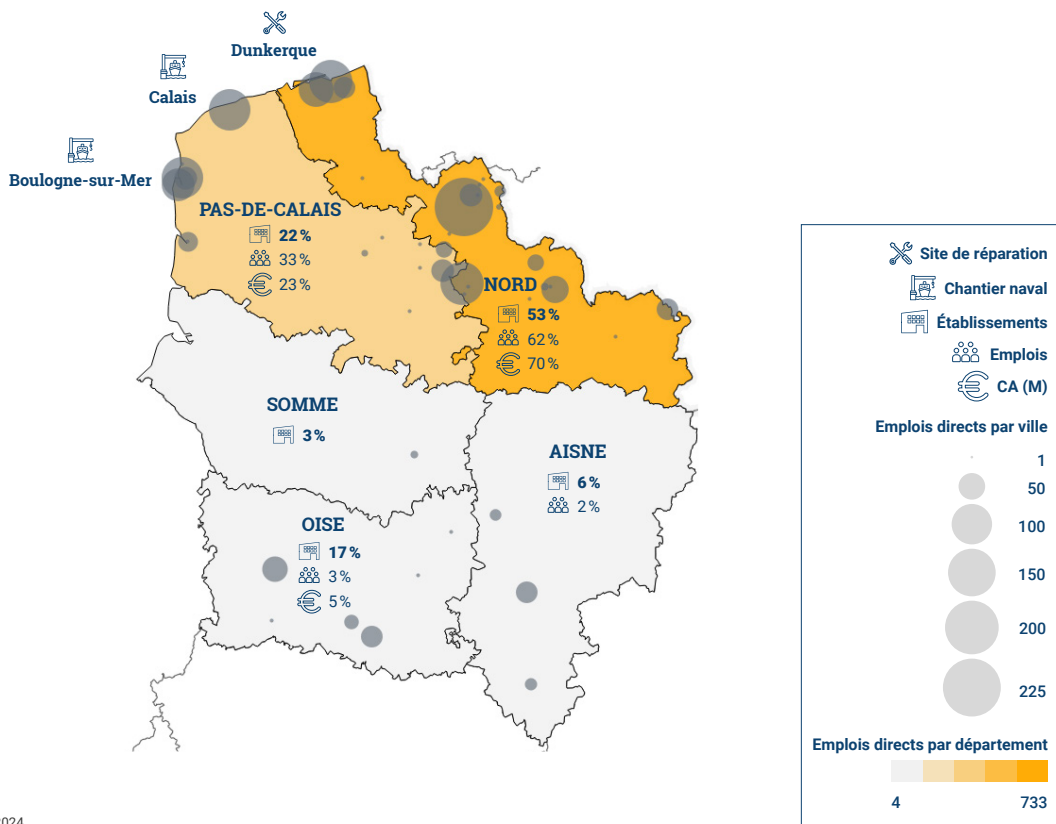 Dunkerque
Calais
Boulogne-sur-Mer
PAS-DE-CALAIS
22 %
33 %
23 %
NORD
53 %
62 %
70 %
SOMME
3 %
AISNE
6 %
2 %
OISE
17 %
3 %
5 %
Site de réparation
Chantier naval
Établissements
Emplois
CA (M)
Emplois directs par ville
1
50
100
150
200
225
Emplois directs par département
4 733